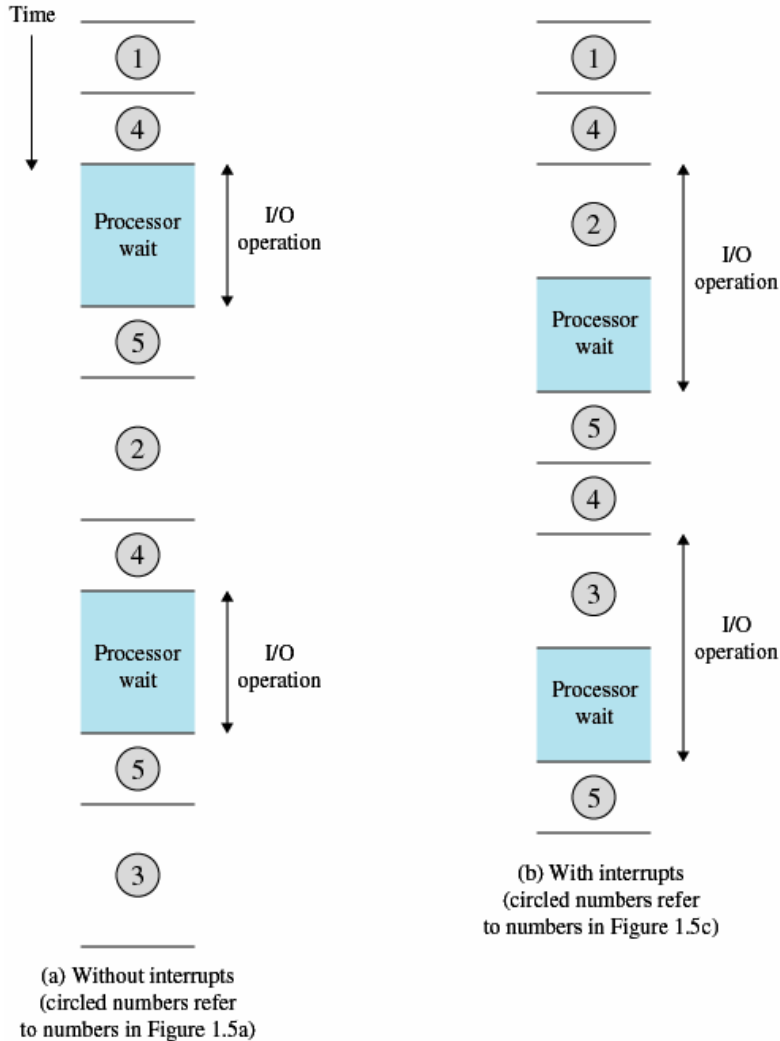 Time
1
4
Processor
wait
I/O
operation
5
2
4
Processor
wait
I/O
operation
5
3
(a) Without interrupts
(circled numbers refer
to numbers in Figure 1.5a)
1
4
2
I/O
operation
Processor
wait
5
4
3
I/O
operation
Processor
wait
5
(b) With interrupts
(circled numbers refer
to numbers in Figure 1.5c)